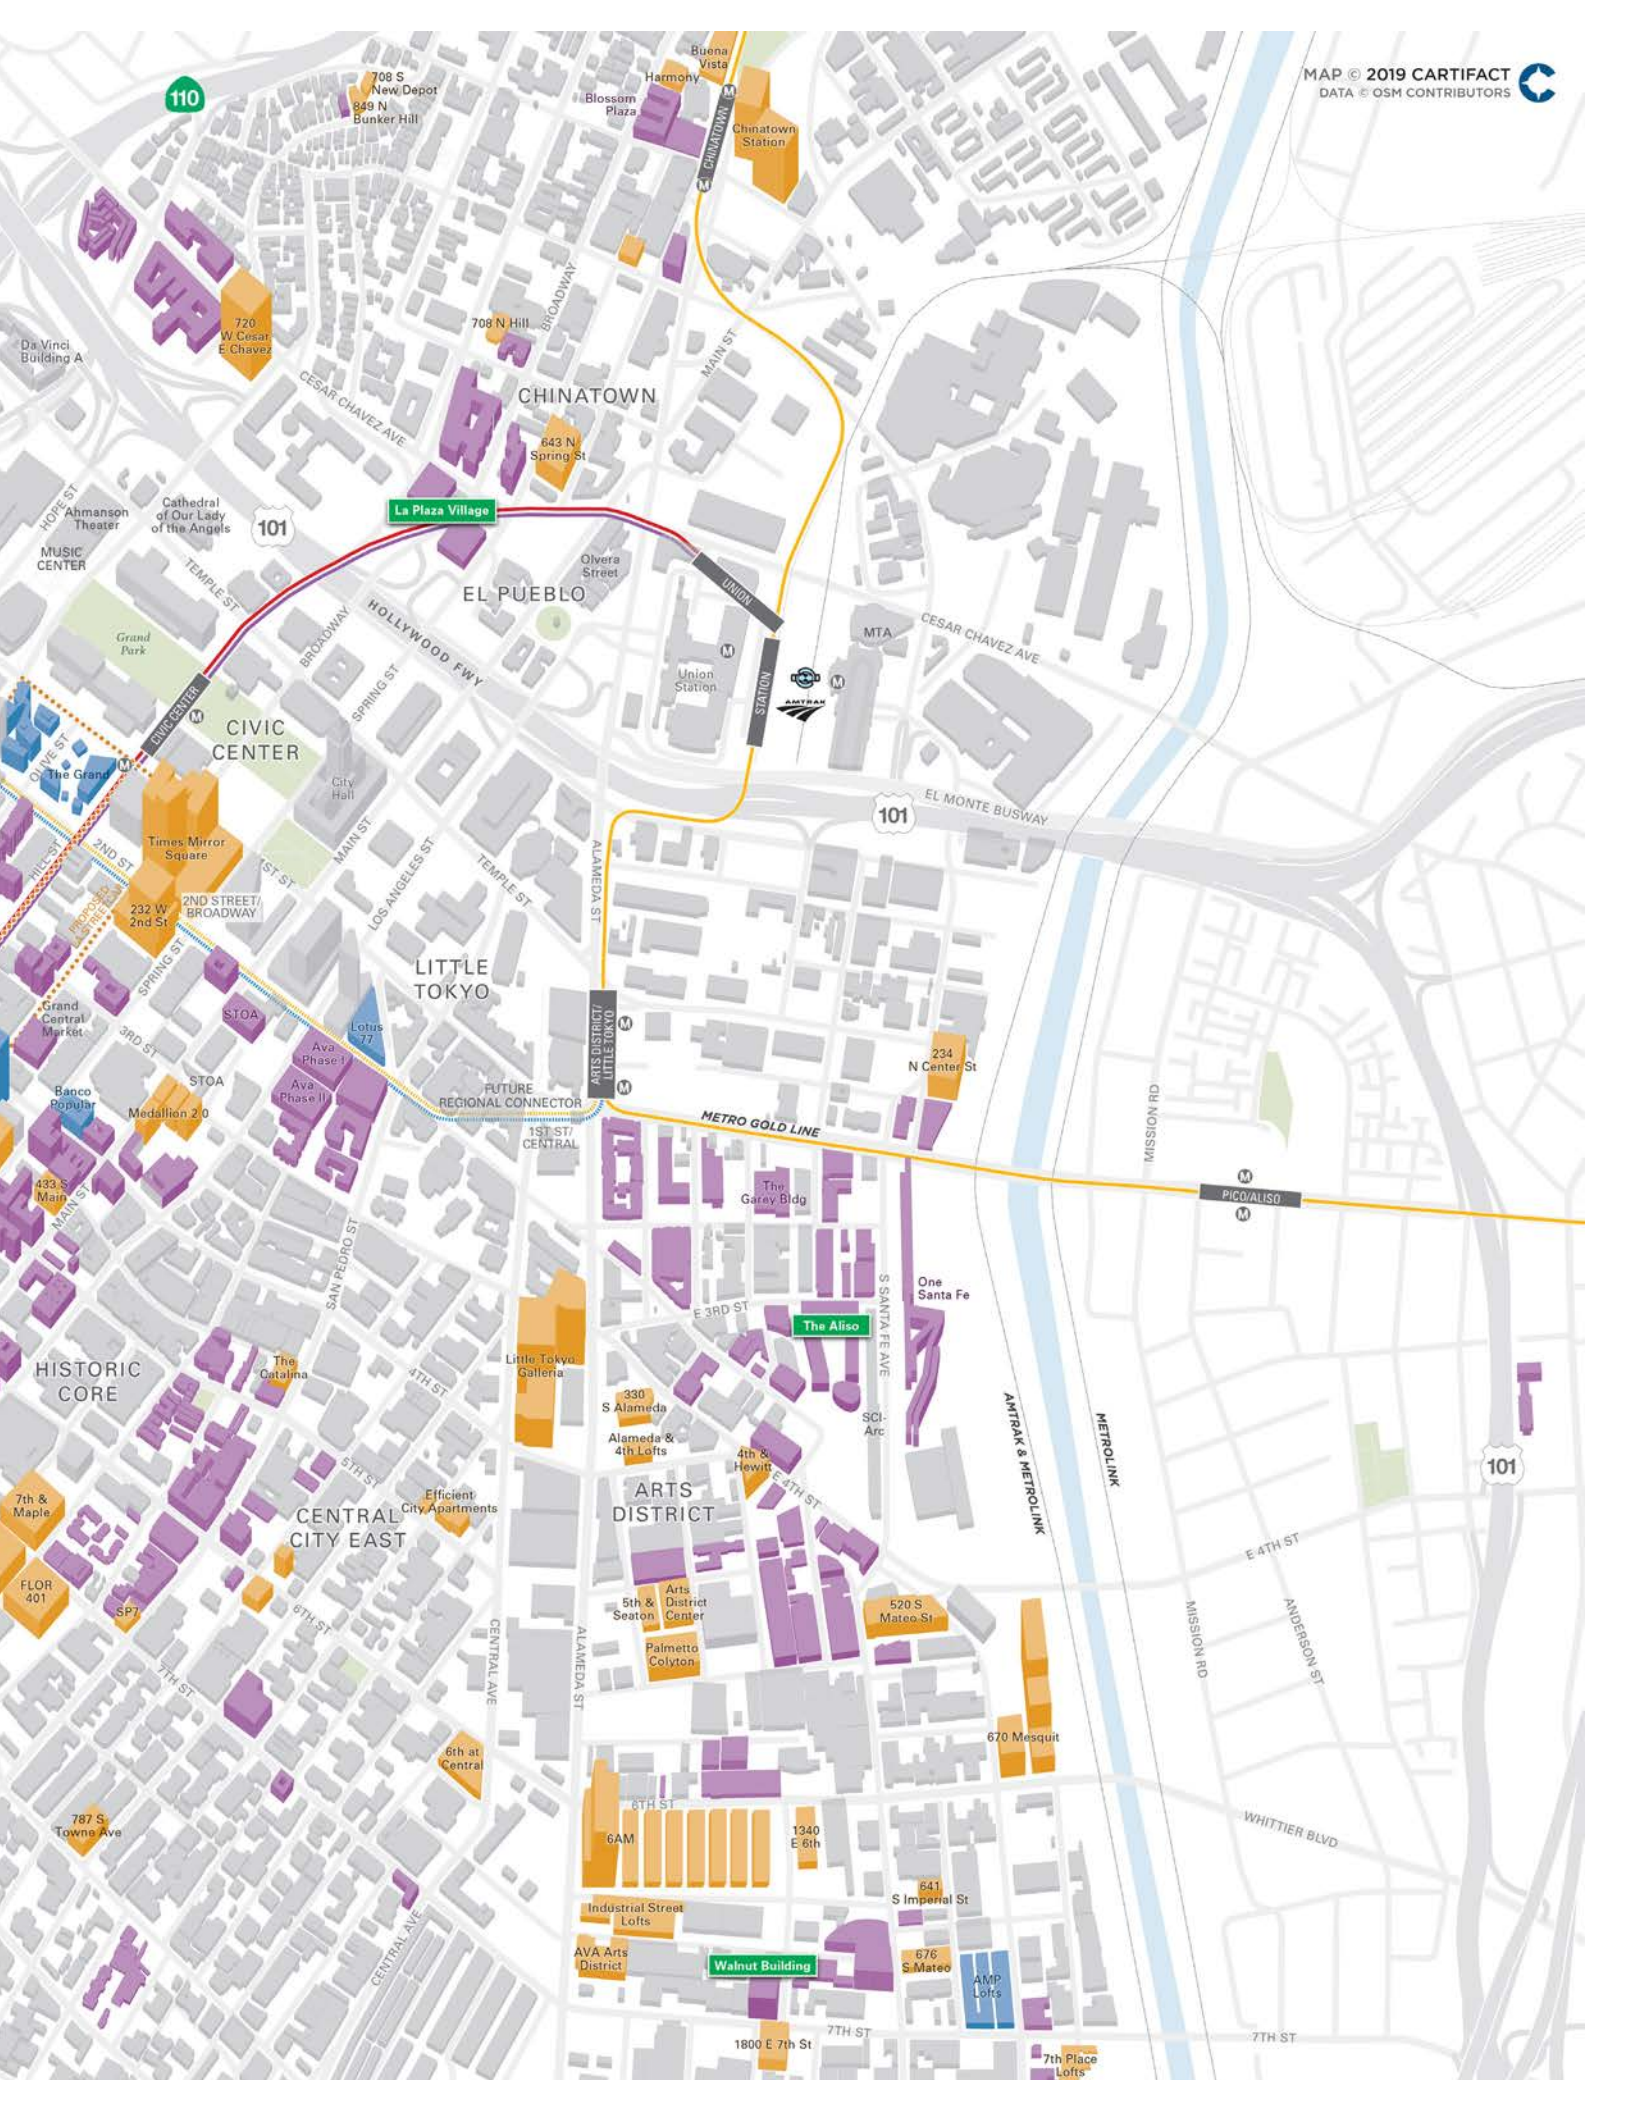 MAP © 2019 CARTIFACT
DATA © OSM CONTRIBUTORS
Buena
Vista
Harmony
Blossom
Plaza
708 S
New Depot
849 N
Bunker Hill
110
CHINATOWN
M
M
Chinatown
Station
720
W Cesar
E Chavez
Da Vinci
Building A
708 N Hill
BROADWAY
MAIN ST
CESAR CHAVEZ AVE
CHINATOWN
643 N
Spring St
La Plaza Village
HOPE ST
Ahmanson
Theater
Cathedral
of Our Lady
of the Angels
101
MUSIC
CENTER
TEMPLE ST
Olvera
Street
UNION
EL PUEBLO
Grand
Park
BROADWAY
HOLLYWOOD FWY
MTA
CESAR CHAVEZ AVE
M
Union
Station
STATION
M
AMTRAK
SPRING ST
CIVIC CENTER
M
CIVIC
CENTER
OLIVE ST
The Grand
M
City
Hall
101
EL MONTE BUSWAY
Times Mirror
Square
HILL ST
2ND ST
1ST ST
MAIN ST
LOS ANGELES ST
TEMPLE ST
ALAMEDA ST
PROPOSED
232 W
2nd St
2ND STREET/
BROADWAY
SPRING ST
LITTLE
TOKYO
Grand
Central
Market
STOA
Lotus
77
3RD ST
Ava
Phase I
ARTS DISTRICT/
LITTLE TOKYO
M
M
234
N Center St
Banco
Popular
STOA
Ava
Phase II
Medallion 2.0
FUTURE
REGIONAL CONNECTOR
1ST ST/
CENTRAL
METRO GOLD LINE
MISSION RD
433 S
Main
MAIN ST
The
Garey Bldg
M
PICO/ALISO
M
SAN PEDRO ST
One
Santa Fe
S SANTA FE AVE
E 3RD ST
The Aliso
HISTORIC
CORE
The
Catalina
4TH ST
Little Tokyo
Galleria
330
S Alameda
SCI-
Arc
Alameda &
4th Lofts
4th &
Hewitt
E 4TH ST
AMTRAK & METROLINK
METROLINK
101
5TH ST
7th &
Maple
Efficient
City Apartments
CENTRAL
CITY EAST
ARTS
DISTRICT
E 4TH ST
FLOR
401
SP7
6TH ST
7TH ST
5th &
Seaton
Arts
District
Center
520 S
Mateo St
Palmetto
Colyton
CENTRAL AVE
ALAMEDA ST
MISSION RD
ANDERSON ST
670 Mesquit
6th at
Central
787 S
Towne Ave
6TH ST
6AM
1340
E 6th
WHITTIER BLVD
641
S Imperial St
Industrial Street
Lofts
CENTRAL AVE
AVA Arts
District
Walnut Building
676
S Mateo
AMP
Lofts
7TH ST
7TH ST
1800 E 7th St
7th Place
Lofts